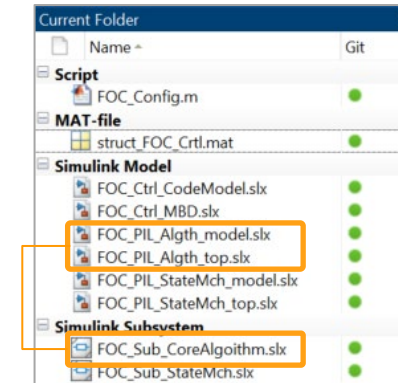 Current Folder
Name Git
Script
FOC_Config.m
MAT-file
struct_FOC_Crtl.mat
Simulink Model
FOC_Ctrl_CodeModel.slx
FOC_Ctrl_MBD.slx
FOC_PIL_Algth_model.slx
FOC_PIL_Algth_top.slx
FOC_PIL_StateMch_model.slx
FOC_PIL_StateMch_top.slx
Simulink Subsystem
FOC_Sub_CoreAlgoithm.slx
FOC_Sub_StateMch.slx